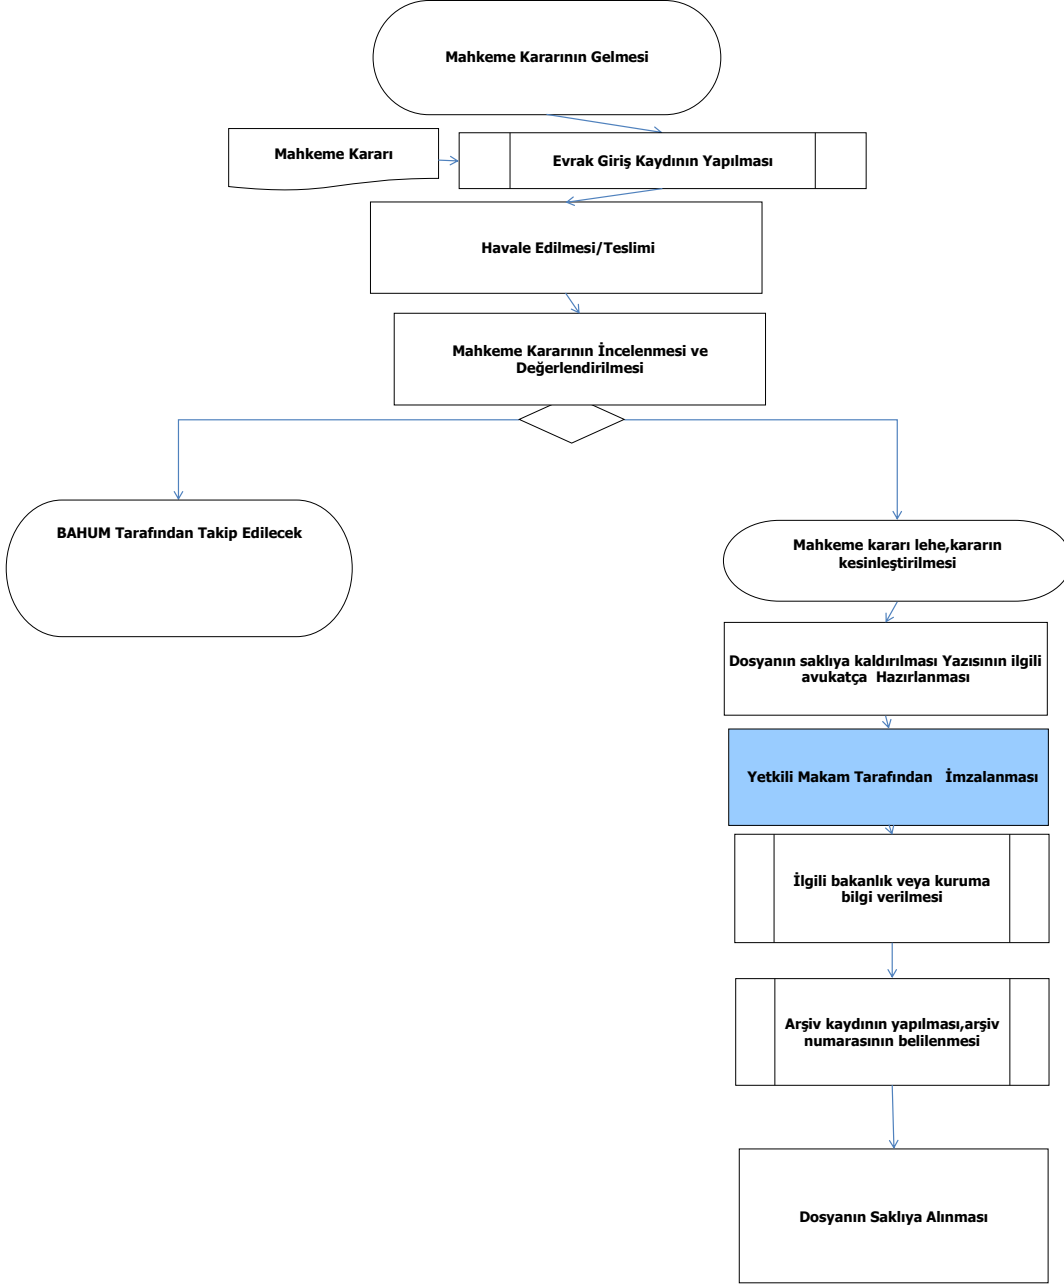 Mahkeme Kararının Gelmesi
Mahkeme Kararı
Evrak Giriş Kaydının Yapılması
Havale Edilmesi/Teslimi
Mahkeme Kararının İncelenmesi ve
Değerlendirilmesi
BAHUM Tarafından Takip Edilecek
Mahkeme kararı lehe,kararın
kesinleştirilmesi
Dosyanın saklıya kaldırılması Yazısının ilgili
avukatça Hazırlanması
Yetkili Makam Tarafından İmzalanması
İlgili bakanlık veya kuruma
bilgi verilmesi
Arşiv kaydının yapılması,arşiv
numarasının belilenmesi
Dosyanın Saklıya Alınması